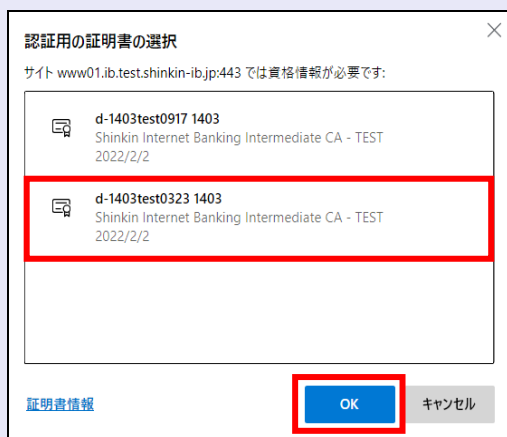 認証用の証明書の選択
サイト www01.ib.test.shinkin-ib.jp:443 では資格情報が必要です:
d-1403test0917 1403
Shinkin Internet Banking Intermediate CA - TEST
2022/2/2
d-1403test0323 1403
Shinkin Internet Banking Intermediate CA - TEST
2022/2/2
証明書情報
OK
キャンセル